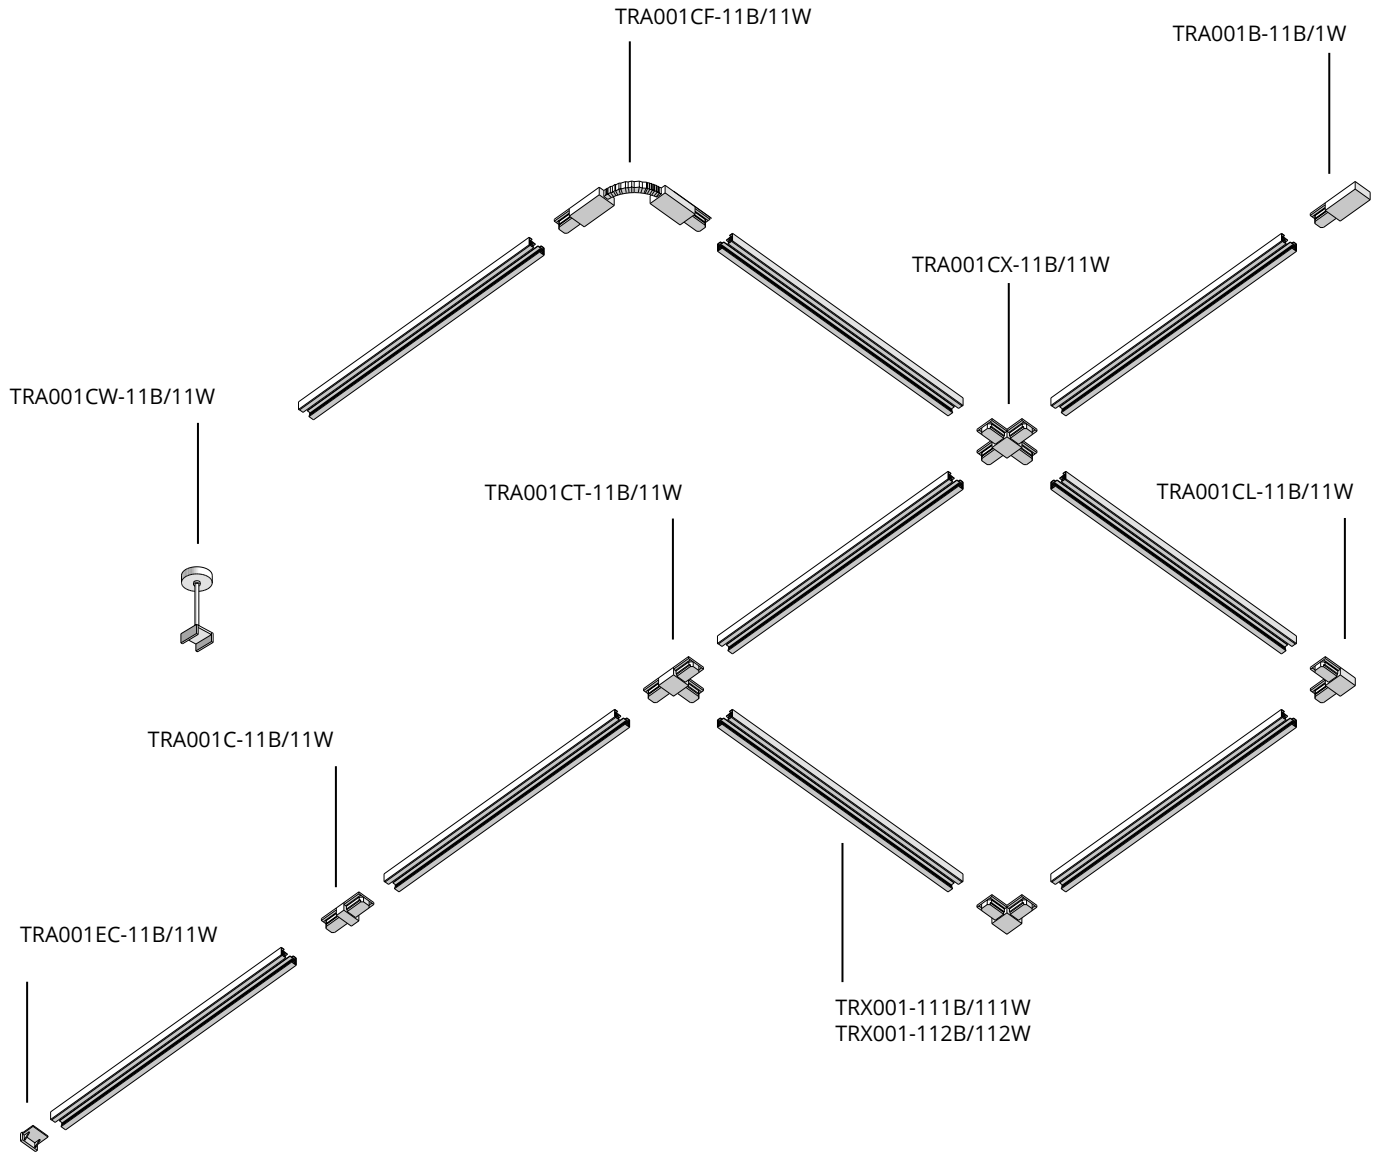 TRA001CF-11B/11W
TRA001B-11B/1W
TRA001CX-11B/11W
TRA001CW-11B/11W
TRA001CT-11B/11W
TRA001CL-11B/11W
TRA001C-11B/11W
TRA001EC-11B/11W
TRX001-111B/111W
TRX001-112B/112W